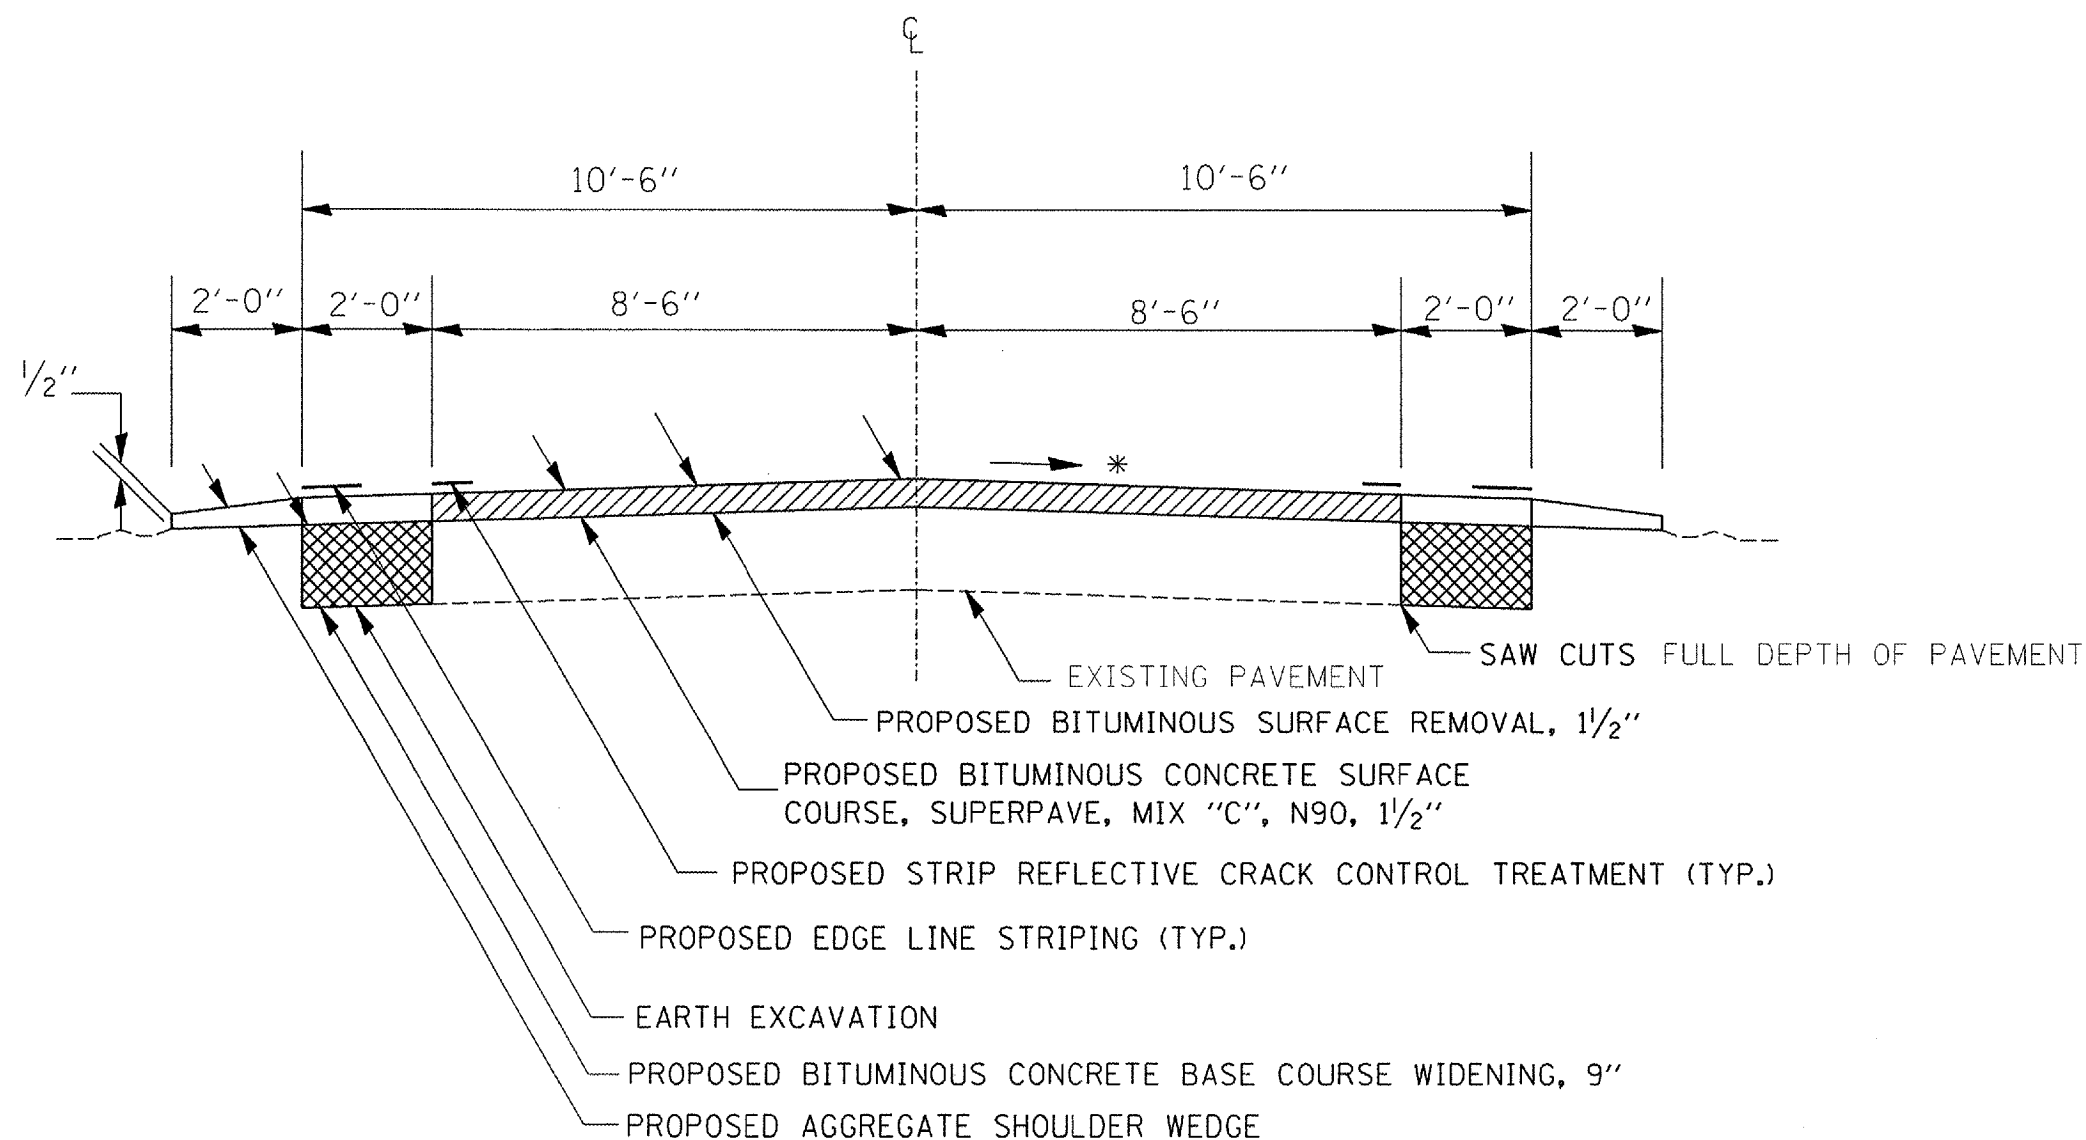 ℄
10'-6" 10'-6"
2'-0" 2'-0" 8'-6" 8'-6" 2'-0" 2'-0"
1/2"
*
SAW CUTS FULL DEPTH OF PAVEMENT
EXISTING PAVEMENT
PROPOSED BITUMINOUS SURFACE REMOVAL, 1 1/2"
PROPOSED BITUMINOUS CONCRETE SURFACE
COURSE, SUPERPAVE, MIX "C", N90, 1 1/2"
PROPOSED STRIP REFLECTIVE CRACK CONTROL TREATMENT (TYP.)
PROPOSED EDGE LINE STRIPING (TYP.)
EARTH EXCAVATION
PROPOSED BITUMINOUS CONCRETE BASE COURSE WIDENING, 9"
PROPOSED AGGREGATE SHOULDER WEDGE